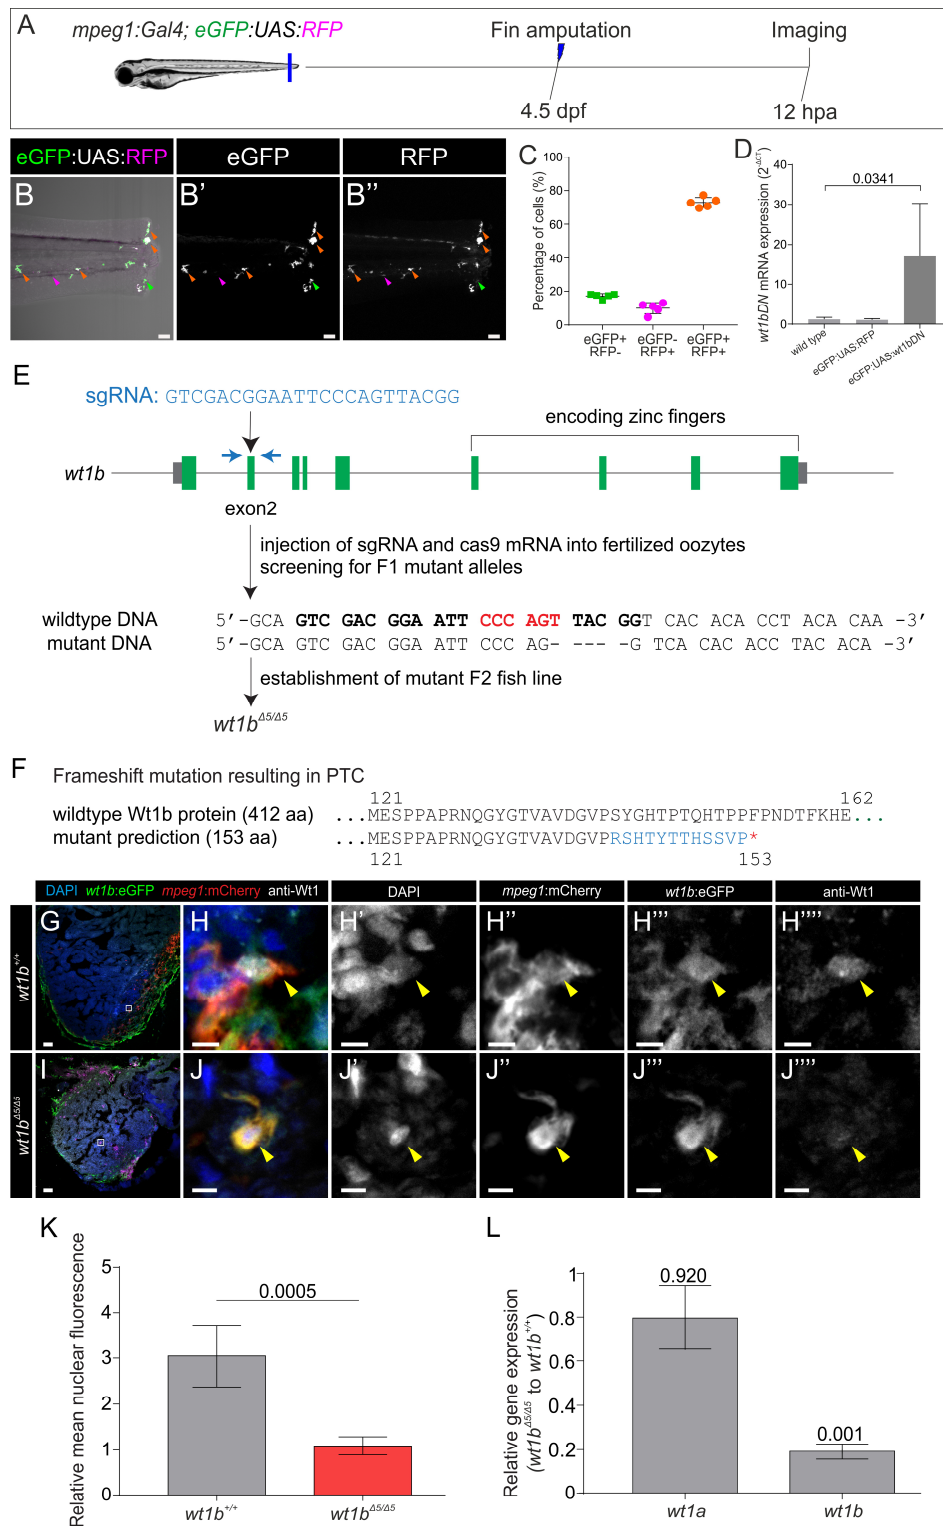 A
mpeg1:Gal4; eGFP:UAS:RFP
Fin amputation
Imaging
4.5 dpf
12 hpa
eGFP:UAS:RFP
eGFP
RFP
B
B'
B''
C
Percentage of cells (%)
100
80
60
40
20
0
eGFP+
RFP-
eGFP-
RFP+
eGFP+
RFP+
D
wt1bDN mRNA expression (2^-ΔCT)
40
30
20
10
0
0.0341
wild type
eGFP:UAS:RFP
eGFP:UAS:wt1bDN
E
sgRNA: GTCGACGGAATTCCCAGTTACGG
encoding zinc fingers
wt1b
exon2
injection of sgRNA and cas9 mRNA into fertilized oozytes
screening for F1 mutant alleles
wildtype DNA 5′-GCA GTC GAC GGA ATT CCC AGT TAC GGT CAC ACA CCT ACA CAA -3′
mutant DNA 5′-GCA GTC GAC GGA ATT CCC AG- --- -G TCA CAC ACC TAC ACA -3′
establishment of mutant F2 fish line
wt1b^Δ5/Δ5
F
Frameshift mutation resulting in PTC
121 162
wildtype Wt1b protein (412 aa) ...MESPPAPRNQGYGTVAVDGVPSYGHTPTQHTPPFPNDTFKHE...
mutant prediction (153 aa) ...MESPPAPRNQGYGTVAVDGVPRSHTYTTHSSVP*
121 153
DAPI wt1b:eGFP mpeg1:mCherry anti-Wt1
DAPI
mpeg1:mCherry
wt1b:eGFP
anti-Wt1
wt1b^+/+
G
H
H'
H''
H'''
H''''
wt1b^Δ5/Δ5
I
J
J'
J''
J'''
J''''
K
Relative mean nuclear fluorescence
5
4
3
2
1
0
0.0005
wt1b^+/+
wt1b^Δ5/Δ5
L
Relative gene expression
(wt1b^Δ5/Δ5 to wt1b^+/+)
1
0.8
0.6
0.4
0.2
0
0.920
0.001
wt1a
wt1b